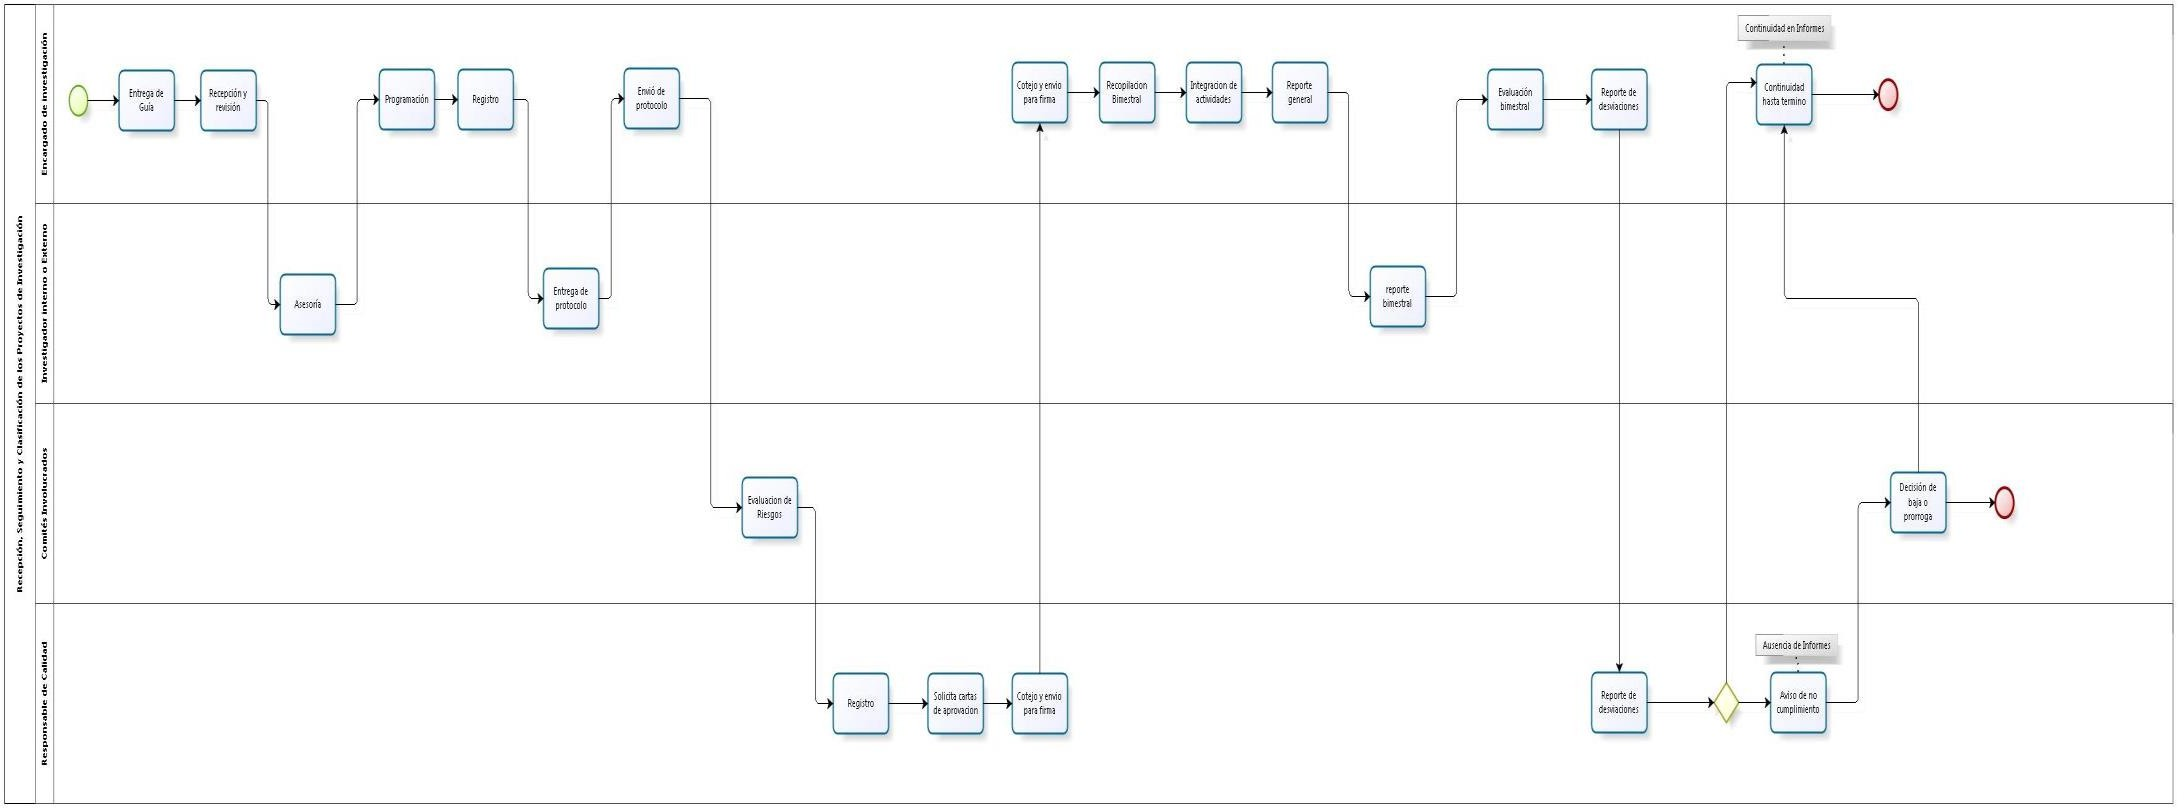 Recepción, Seguimiento y Clasificación de los Proyectos de Investigación
Encargado de investigación
Entrega de
Guía
Recepción y
revisión
Programación
Registro
Envió de
protocolo
Cotejo y envio
para firma
Recopilacion
Bimestral
Integracion de
actividades
Reporte
general
Evaluación
bimestral
Reporte de
desviaciones
Continuidad en Informes
Continuidad
hasta termino
Investigador interno o Externo
Asesoría
Entrega de
protocolo
reporte
bimestral
Comités Involucrados
Evaluacion de
Riesgos
Decisión de
baja o
prorroga
Responsable de Calidad
Registro
Solicita cartas
de aprovacion
Cotejo y envio
para firma
Reporte de
desviaciones
Ausencia de Informes
Aviso de no
cumplimiento